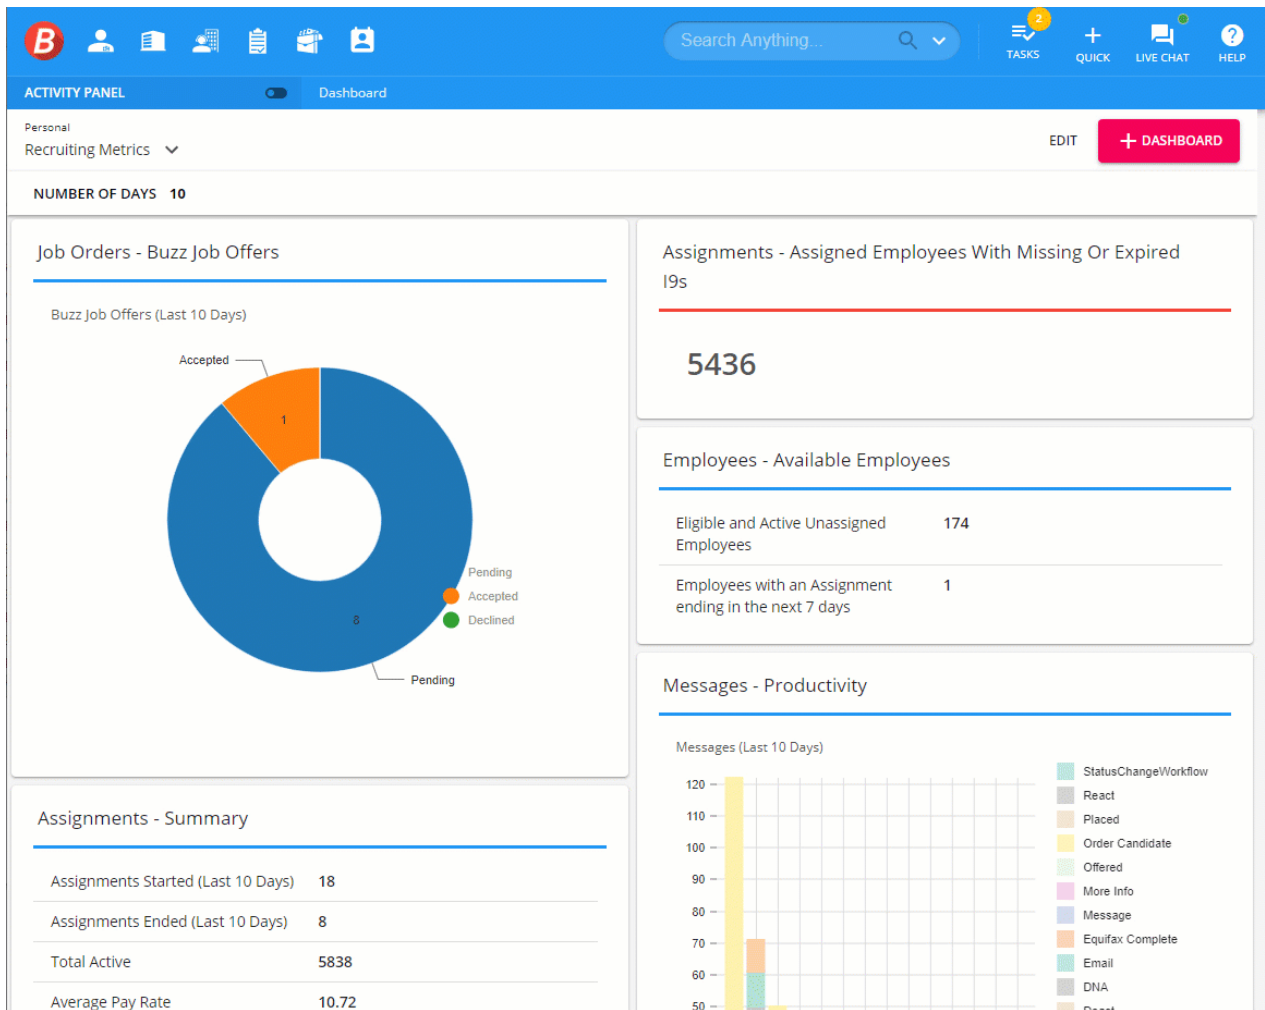 B
Search Anything...
2
TASKS
QUICK
LIVE CHAT
HELP
ACTIVITY PANEL
Dashboard
Personal
Recruiting Metrics
EDIT
+ DASHBOARD
NUMBER OF DAYS 10
Job Orders - Buzz Job Offers
Buzz Job Offers (Last 10 Days)
Accepted
1
8
Pending
Accepted
Declined
Pending
Assignments - Summary
Assignments Started (Last 10 Days) 18
Assignments Ended (Last 10 Days) 8
Total Active 5838
Average Pay Rate 10.72
Assignments - Assigned Employees With Missing Or Expired
I9s
5436
Employees - Available Employees
Eligible and Active Unassigned 174
Employees
Employees with an Assignment 1
ending in the next 7 days
Messages - Productivity
Messages (Last 10 Days)
120
110
100
90
80
70
60
50
StatusChangeWorkflow
React
Placed
Order Candidate
Offered
More Info
Message
Equifax Complete
Email
DNA